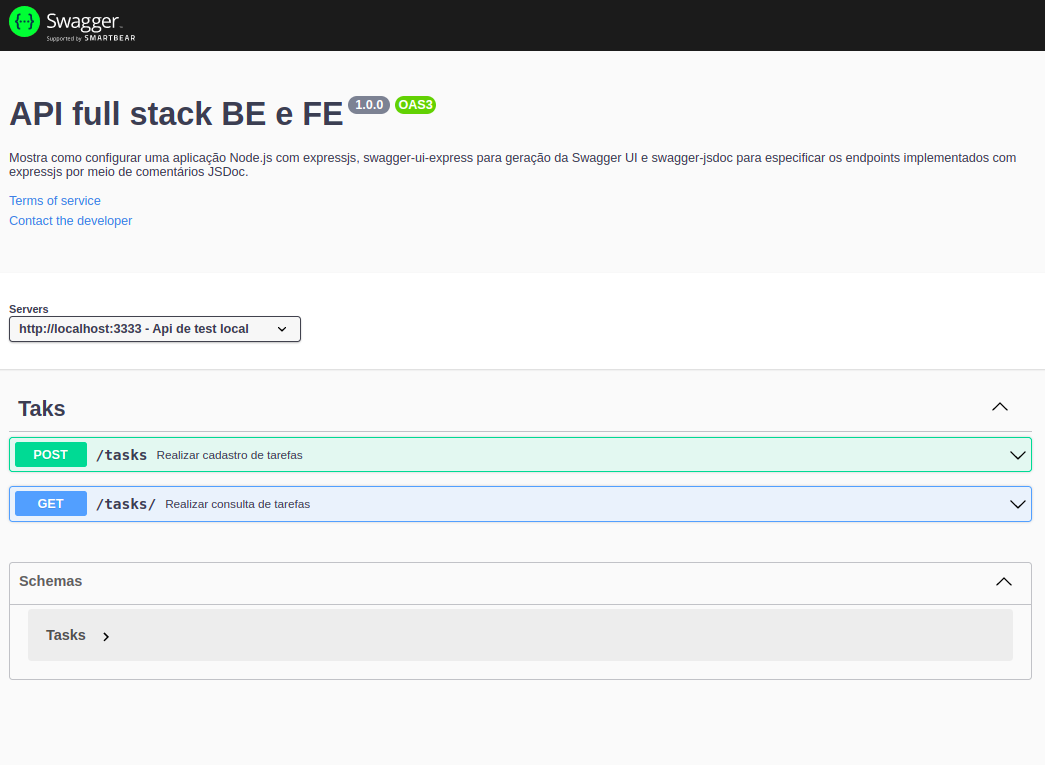 {···} Swagger
Supported by SMARTBEAR
API full stack BE e FE 1.0.0 OAS3
Mostra como configurar uma aplicação Node.js com expressjs, swagger-ui-express para geração da Swagger UI e swagger-jsdoc para especificar os endpoints implementados com
expressjs por meio de comentários JSDoc.
Terms of service
Contact the developer
Servers
http://localhost:3333 - Api de test local
Taks
POST /tasks Realizar cadastro de tarefas
GET /tasks/ Realizar consulta de tarefas
Schemas
Tasks